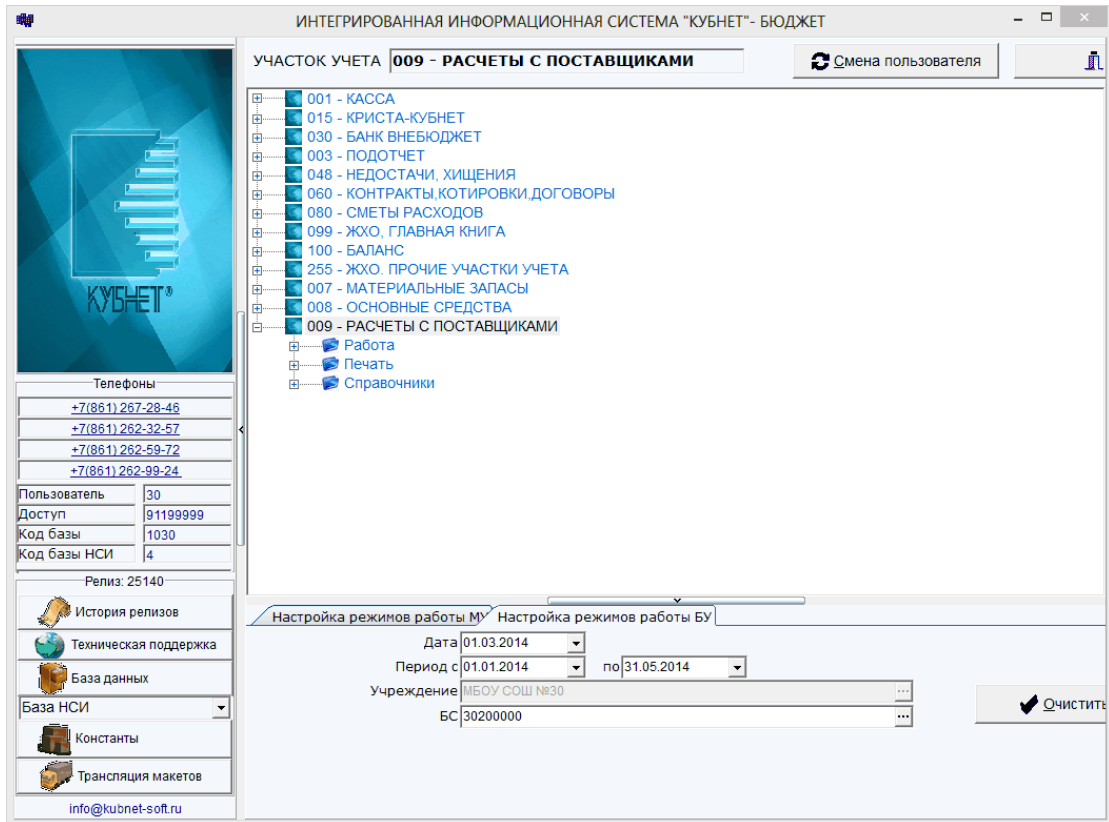 ИНТЕГРИРОВАННАЯ ИНФОРМАЦИОННАЯ СИСТЕМА "КУБНЕТ"- БЮДЖЕТ
УЧАСТОК УЧЕТА 009 - РАСЧЕТЫ С ПОСТАВЩИКАМИ Смена пользователя
001 - КАССА
015 - КРИСТА-КУБНЕТ
030 - БАНК ВНЕБЮДЖЕТ
003 - ПОДОТЧЕТ
048 - НЕДОСТАЧИ, ХИЩЕНИЯ
060 - КОНТРАКТЫ,КОТИРОВКИ,ДОГОВОРЫ
080 - СМЕТЫ РАСХОДОВ
099 - ЖХО, ГЛАВНАЯ КНИГА
100 - БАЛАНС
255 - ЖХО. ПРОЧИЕ УЧАСТКИ УЧЕТА
007 - МАТЕРИАЛЬНЫЕ ЗАПАСЫ
008 - ОСНОВНЫЕ СРЕДСТВА
009 - РАСЧЕТЫ С ПОСТАВЩИКАМИ
Работа
Печать
Справочники
КУБНЕТ®
Телефоны
+7(861) 267-28-46
+7(861) 262-32-57
+7(861) 262-59-72
+7(861) 262-99-24
Пользователь 30
Доступ 91199999
Код базы 1030
Код базы НСИ 4
Релиз: 25140
История релизов
Техническая поддержка
База данных
База НСИ
Константы
Трансляция макетов
info@kubnet-soft.ru
Настройка режимов работы МУ Настройка режимов работы БУ
Дата 01.03.2014
Период с 01.01.2014 по 31.05.2014
Учреждение МБОУ СОШ №30 ...
БС 30200000 ...
Очистить